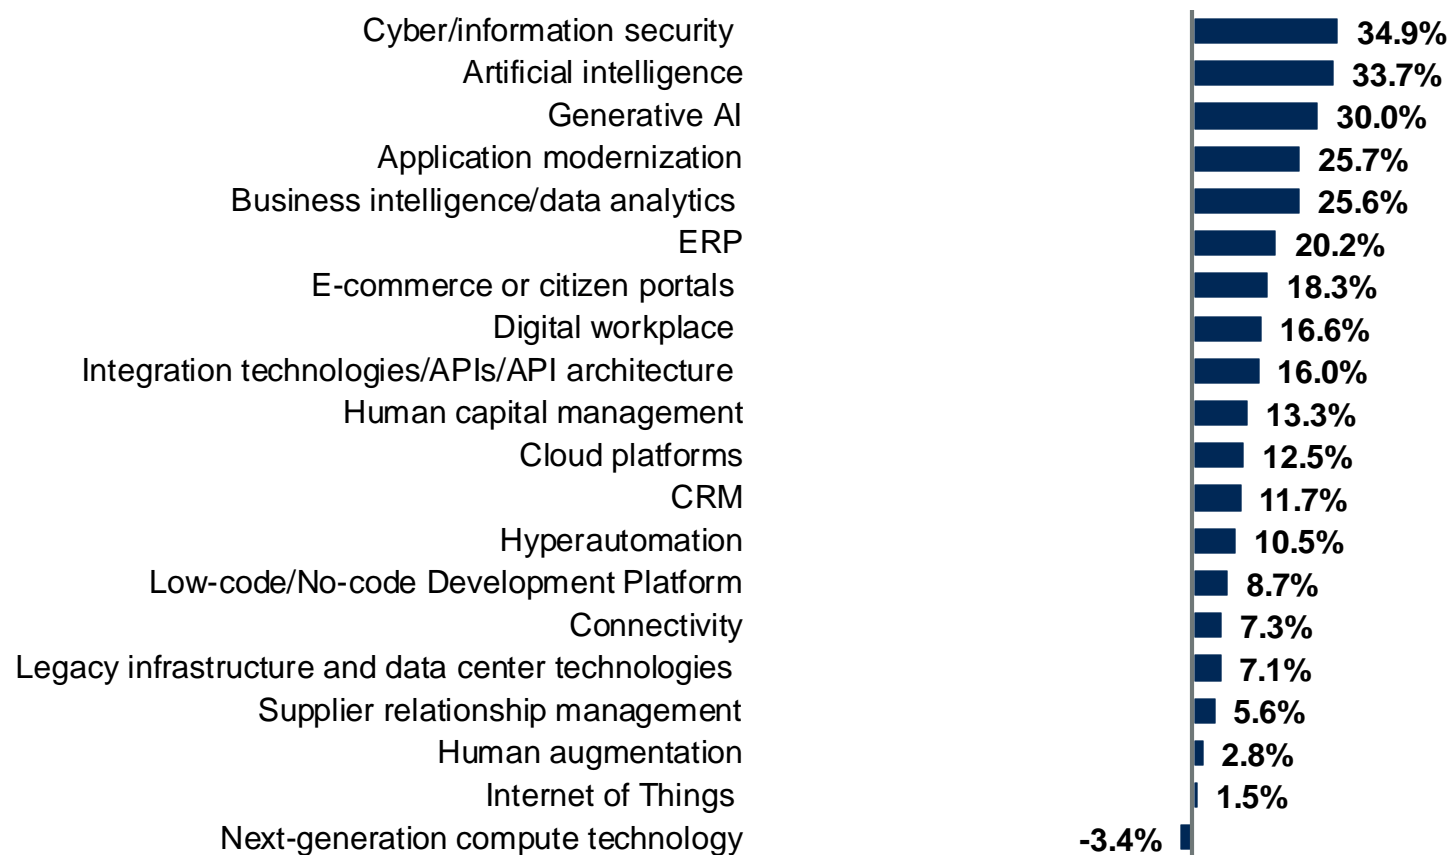 Cyber/information security 34.9%
Artificial intelligence 33.7%
Generative AI 30.0%
Application modernization 25.7%
Business intelligence/data analytics 25.6%
ERP 20.2%
E-commerce or citizen portals 18.3%
Digital workplace 16.6%
Integration technologies/APIs/API architecture 16.0%
Human capital management 13.3%
Cloud platforms 12.5%
CRM 11.7%
Hyperautomation 10.5%
Low-code/No-code Development Platform 8.7%
Connectivity 7.3%
Legacy infrastructure and data center technologies 7.1%
Supplier relationship management 5.6%
Human augmentation 2.8%
Internet of Things 1.5%
Next-generation compute technology -3.4%